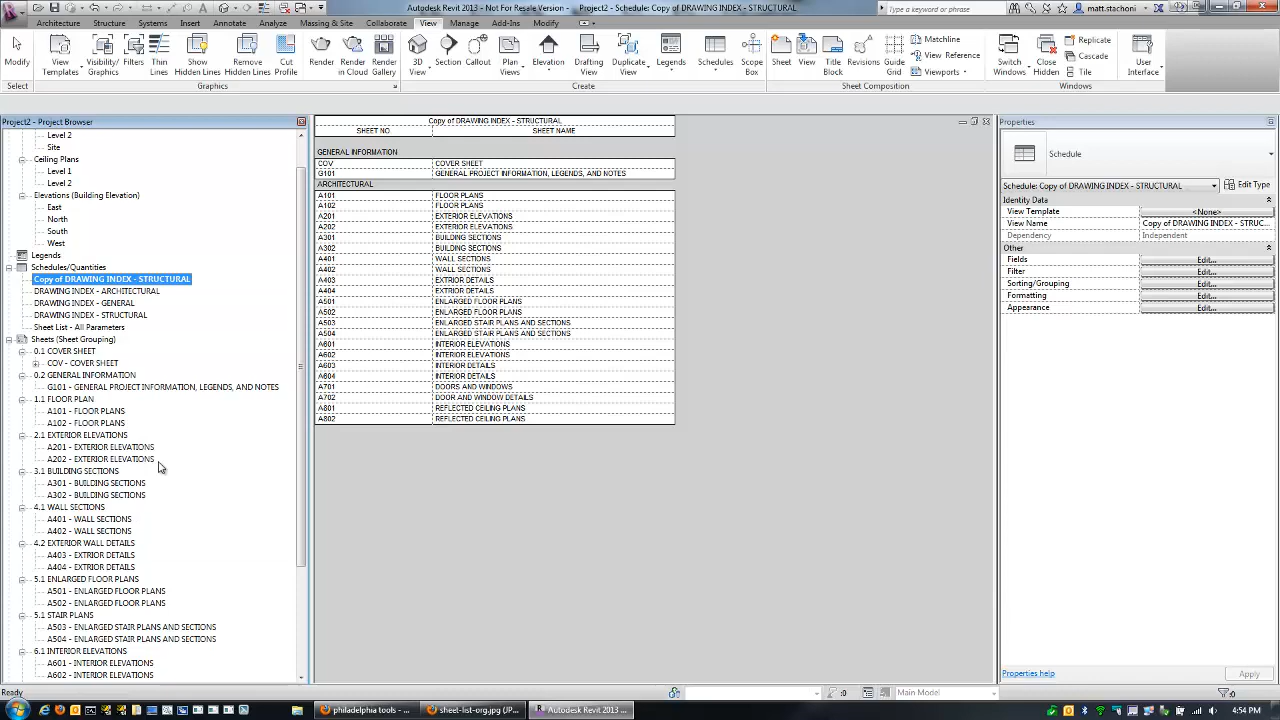 Autodesk Revit 2013 - Not For Resale Version - Project2 - Schedule: Copy of DRAWING INDEX - STRUCTURAL
Type a keyword or phrase
matt.stachoni
Architecture Structure Systems Insert Annotate Analyze Massing & Site Collaborate View Manage Add-Ins Modify
Modify
View Templates
Visibility/ Graphics
Filters
Thin Lines
Show Hidden Lines
Remove Hidden Lines
Cut Profile
Render
Render in Cloud
Render Gallery
3D View
Section
Callout
Plan Views
Elevation
Drafting View
Duplicate View
Legends
Schedules
Scope Box
Sheet
View
Title Block
Revisions
Guide Grid
Matchline
View Reference
Viewports
Switch Windows
Close Hidden
Replicate
Cascade
Tile
User Interface
Select Graphics Create Sheet Composition Windows
Project2 - Project Browser
Level 2
Site
Ceiling Plans
Level 1
Level 2
Elevations (Building Elevation)
East
North
South
West
Legends
Schedules/Quantities
Copy of DRAWING INDEX - STRUCTURAL
DRAWING INDEX - ARCHITECTURAL
DRAWING INDEX - GENERAL
DRAWING INDEX - STRUCTURAL
Sheet List - All Parameters
Sheets (Sheet Grouping)
0.1 COVER SHEET
COV - COVER SHEET
0.2 GENERAL INFORMATION
G101 - GENERAL PROJECT INFORMATION, LEGENDS, AND NOTES
1.1 FLOOR PLAN
A101 - FLOOR PLANS
A102 - FLOOR PLANS
2.1 EXTERIOR ELEVATIONS
A201 - EXTERIOR ELEVATIONS
A202 - EXTERIOR ELEVATIONS
3.1 BUILDING SECTIONS
A301 - BUILDING SECTIONS
A302 - BUILDING SECTIONS
4.1 WALL SECTIONS
A401 - WALL SECTIONS
A402 - WALL SECTIONS
4.2 EXTERIOR WALL DETAILS
A403 - EXTRIOR DETAILS
A404 - EXTRIOR DETAILS
5.1 ENLARGED FLOOR PLANS
A501 - ENLARGED FLOOR PLANS
A502 - ENLARGED FLOOR PLANS
5.1 STAIR PLANS
A503 - ENLARGED STAIR PLANS AND SECTIONS
A504 - ENLARGED STAIR PLANS AND SECTIONS
6.1 INTERIOR ELEVATIONS
A601 - INTERIOR ELEVATIONS
A602 - INTERIOR ELEVATIONS
Copy of DRAWING INDEX - STRUCTURAL
SHEET NO SHEET NAME
GENERAL INFORMATION
COV COVER SHEET
G101 GENERAL PROJECT INFORMATION, LEGENDS, AND NOTES
ARCHITECTURAL
A101 FLOOR PLANS
A102 FLOOR PLANS
A201 EXTERIOR ELEVATIONS
A202 EXTERIOR ELEVATIONS
A301 BUILDING SECTIONS
A302 BUILDING SECTIONS
A401 WALL SECTIONS
A402 WALL SECTIONS
A403 EXTRIOR DETAILS
A404 EXTRIOR DETAILS
A501 ENLARGED FLOOR PLANS
A502 ENLARGED FLOOR PLANS
A503 ENLARGED STAIR PLANS AND SECTIONS
A504 ENLARGED STAIR PLANS AND SECTIONS
A601 INTERIOR ELEVATIONS
A602 INTERIOR ELEVATIONS
A603 INTERIOR DETAILS
A604 INTERIOR DETAILS
A701 DOORS AND WINDOWS
A702 DOOR AND WINDOW DETAILS
A801 REFLECTED CEILING PLANS
A802 REFLECTED CEILING PLANS
Properties
Schedule
Schedule: Copy of DRAWING INDEX - STRUCTURAL Edit Type
Identity Data
View Template <None>
View Name Copy of DRAWING INDEX - STRUC...
Dependency Independent
Other
Fields Edit...
Filter Edit...
Sorting/Grouping Edit...
Formatting Edit...
Appearance Edit...
Properties help Apply
Ready :0 Main Model :0
philadelphia tools - ... sheet-list-org.jpg (JP... Autodesk Revit 2013 ... 4:54 PM